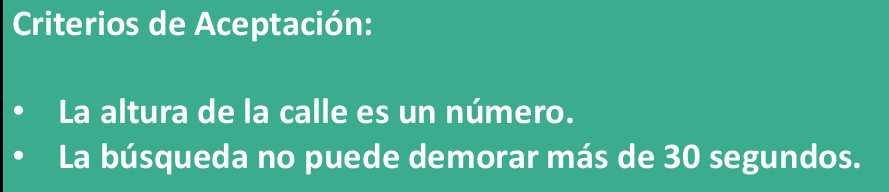 Criterios de Aceptación:
• La altura de la calle es un número.
• La búsqueda no puede demorar más de 30 segundos.